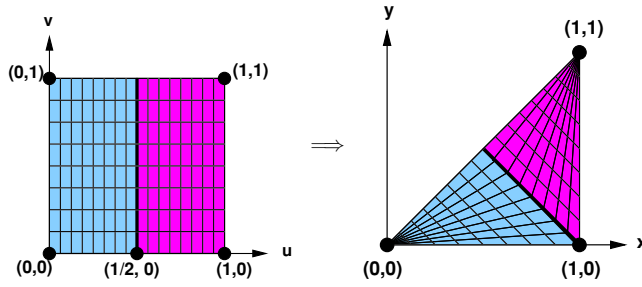 v
(0,1)
(1,1)
(0,0)
(1/2, 0)
(1,0)
u
⟹
y
(1,1)
(0,0)
(1,0)
x